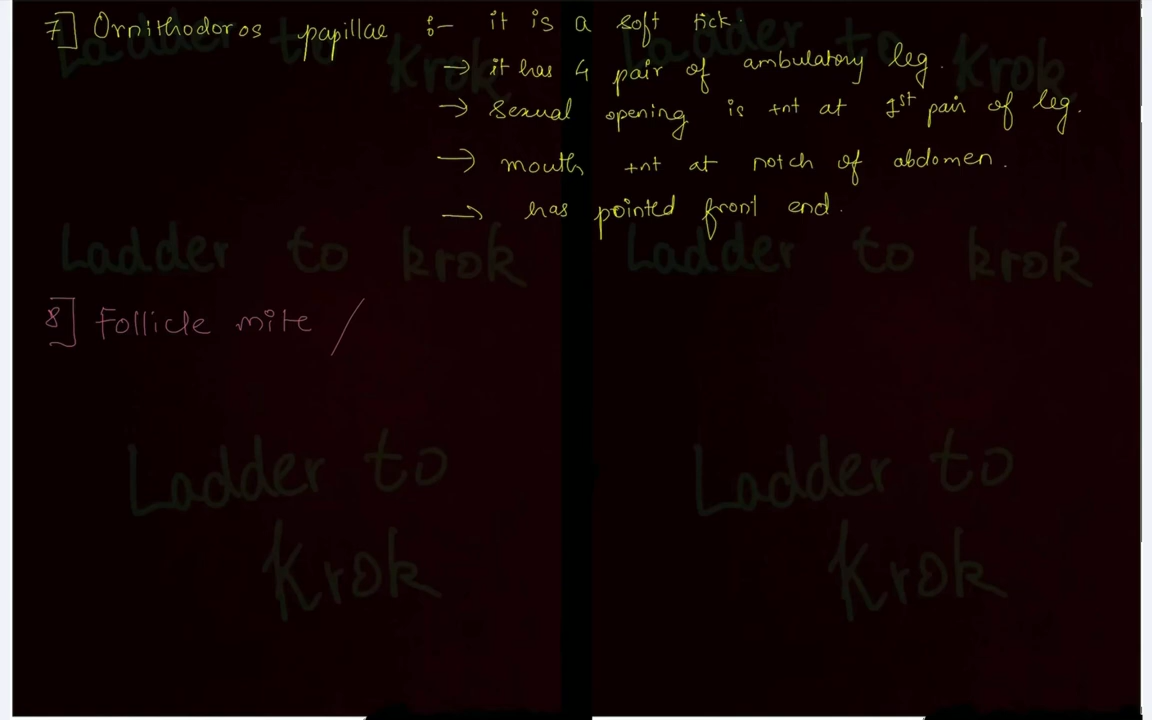 7] Ornithodoros papillae :- it is a soft tick.
→ it has 4 pair of ambulatory leg.
→ sexual opening is +nt at 1st pair of leg.
→ mouth +nt at notch of abdomen.
→ has pointed front end.
8] Follicle mite /
Ladder to Krok Ladder to Krok
Ladder to krok Ladder to krok
Ladder to Ladder to
Krok Krok